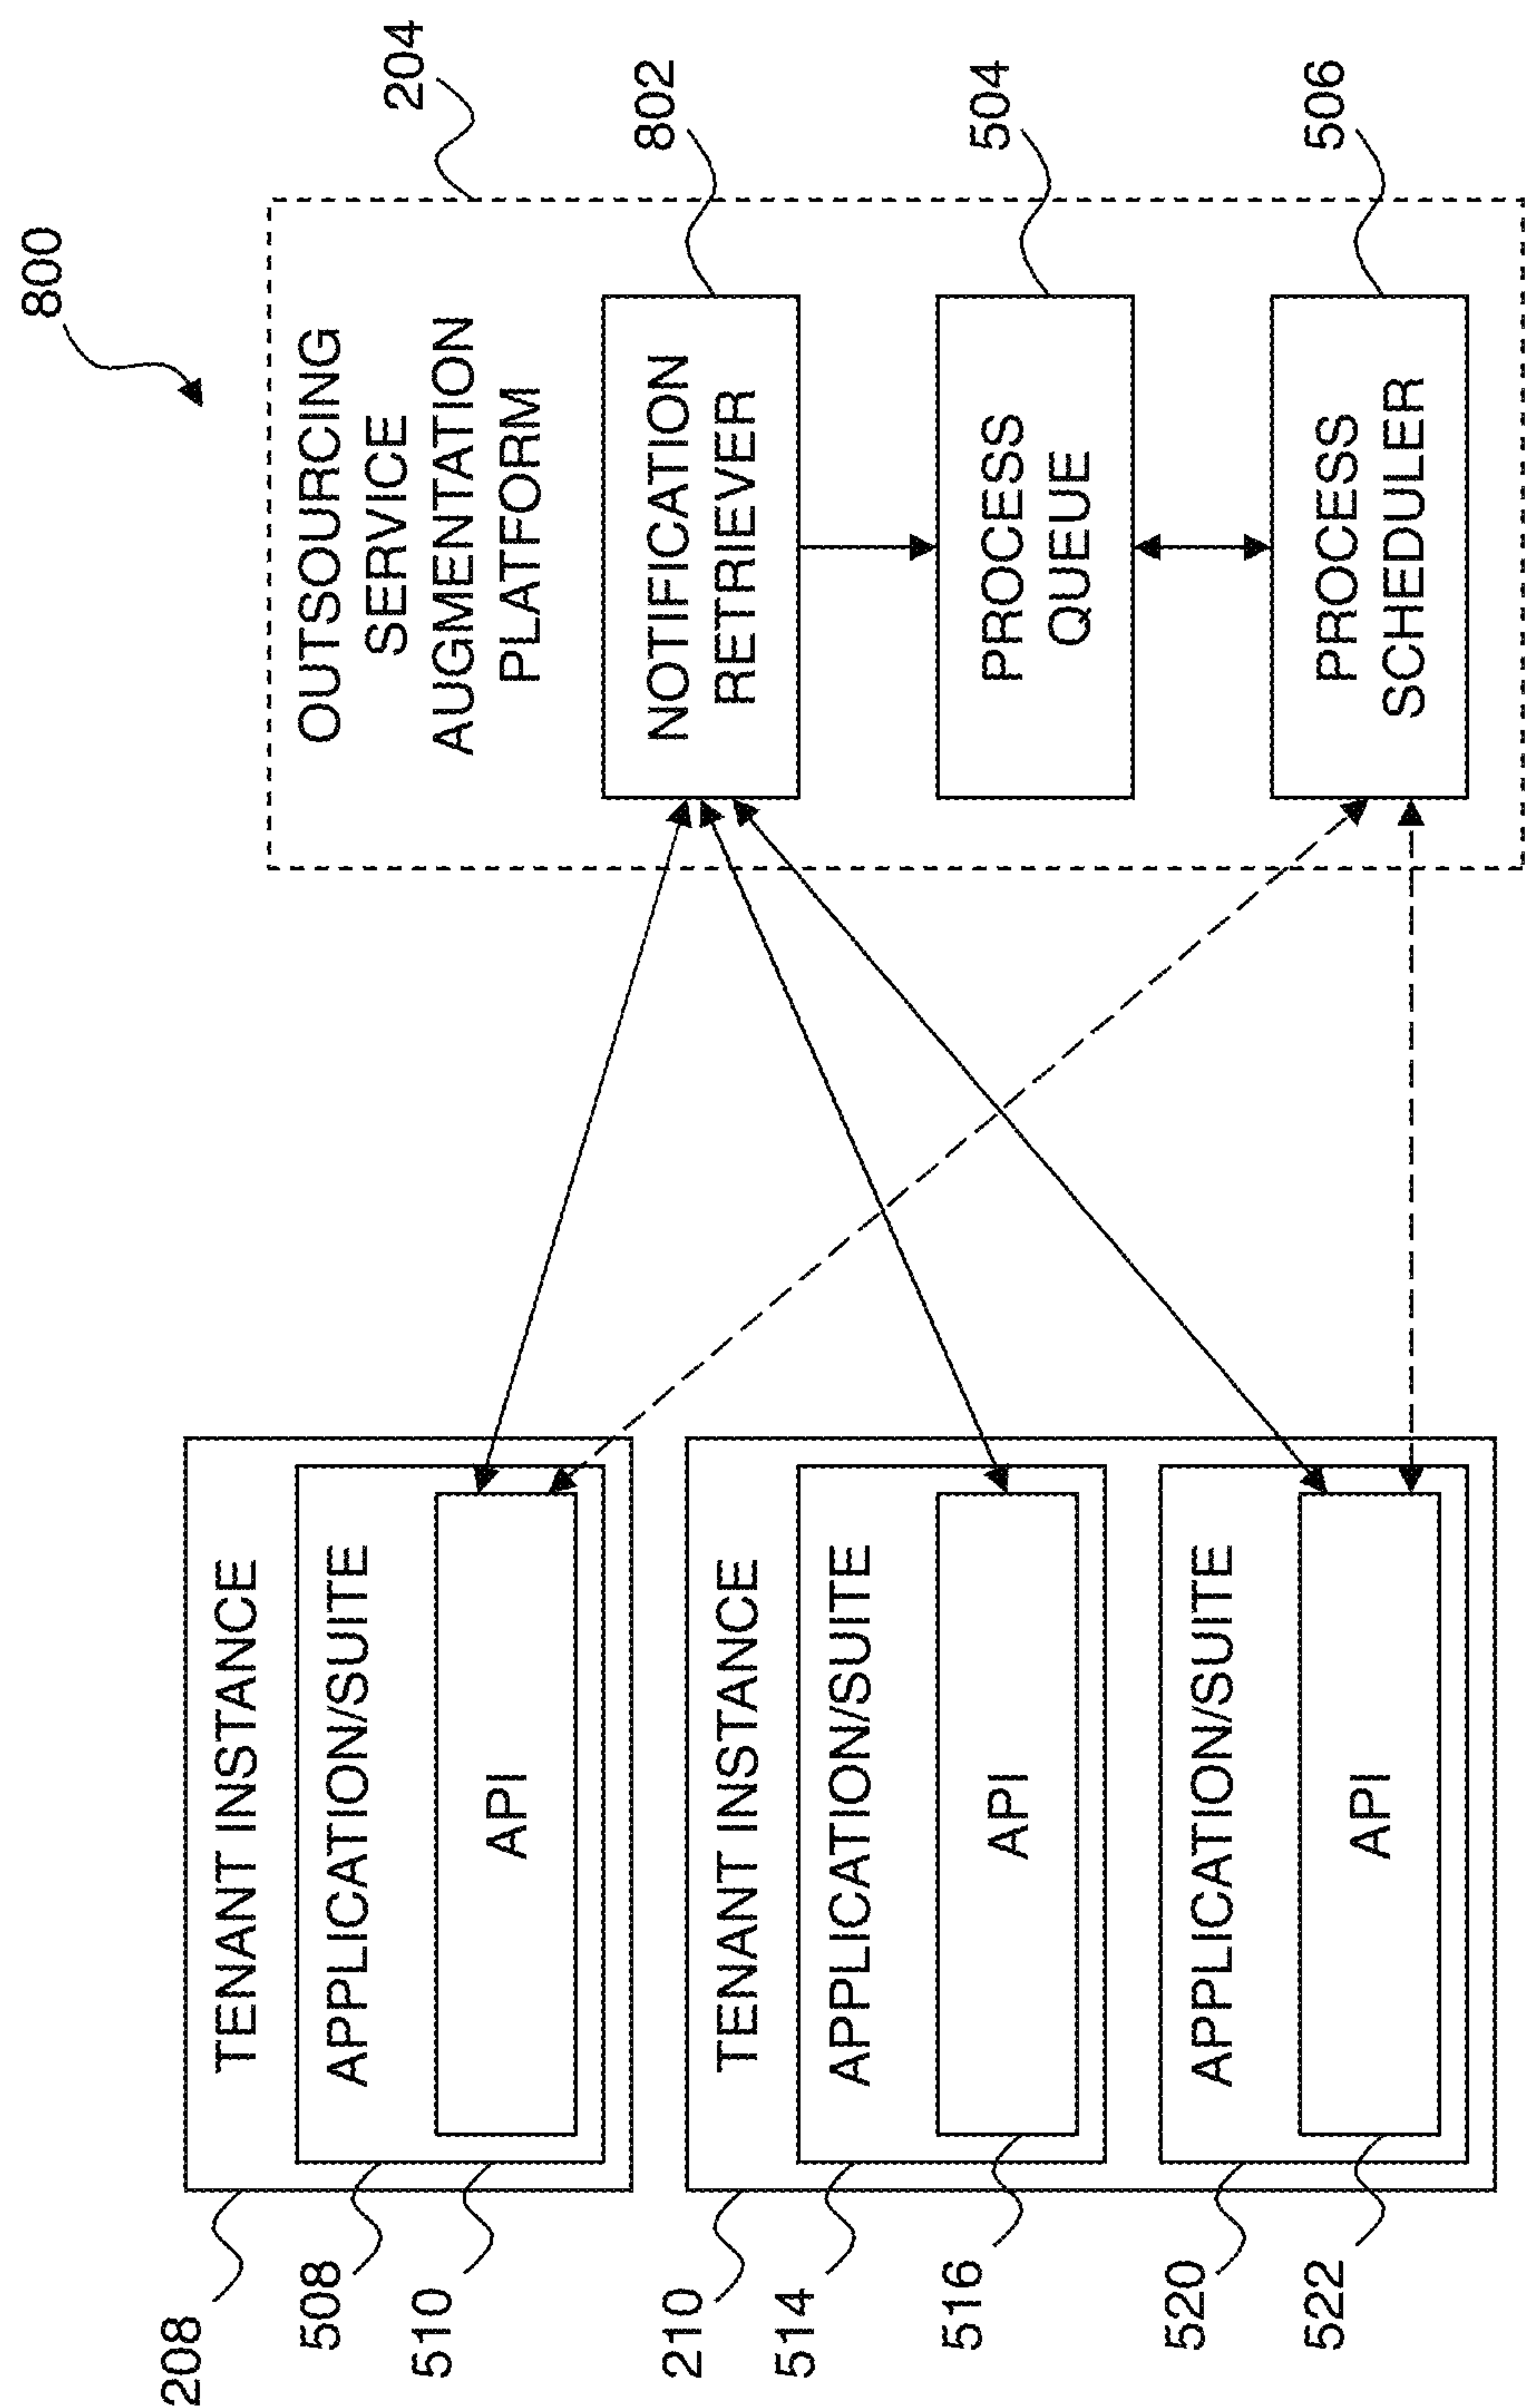 800
204
OUTSOURCING
SERVICE
AUGMENTATION
PLATFORM
802
NOTIFICATION
RETRIEVER
504
PROCESS
QUEUE
506
PROCESS
SCHEDULER
208
TENANT INSTANCE
508
APPLICATION/SUITE
510
API
210
TENANT INSTANCE
514
APPLICATION/SUITE
516
API
520
APPLICATION/SUITE
522
API